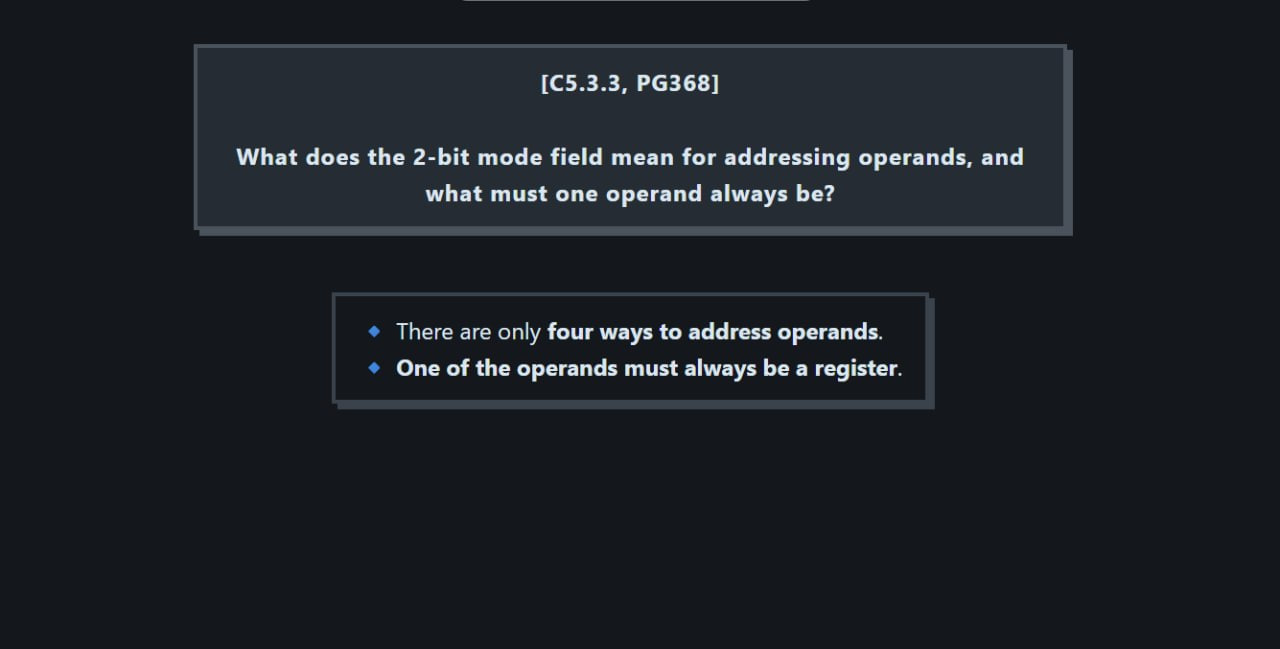 [C5.3.3, PG368]
What does the 2-bit mode field mean for addressing operands, and
what must one operand always be?
There are only four ways to address operands.
One of the operands must always be a register.